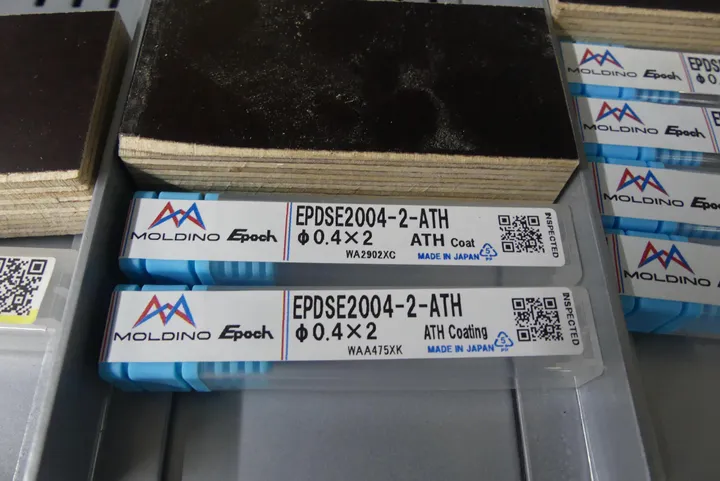 MOLDINO Epoch
EPDSE2004-2-ATH
Φ0.4×2 ATH Coat
WA2902XC MADE IN JAPAN
INSPECTED
MOLDINO Epoch
EPDSE2004-2-ATH
Φ0.4×2 ATH Coating
WAA475XK MADE IN JAPAN
INSPECTED
MOLDINO Epoch
MOLDINO Epoch
MOLDINO Epoch
MOLDINO